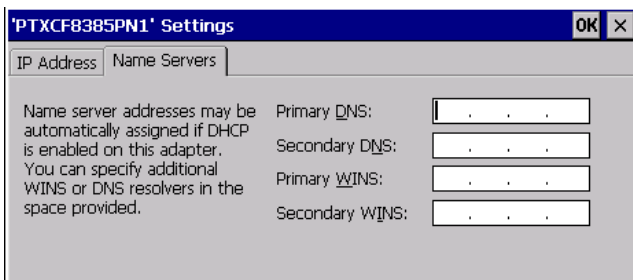 'PTXCF8385PN1' Settings OK ×
IP Address Name Servers
Name server addresses may be
automatically assigned if DHCP
is enabled on this adapter.
You can specify additional
WINS or DNS resolvers in the
space provided.
Primary DNS: . . .
Secondary DNS: . . .
Primary WINS: . . .
Secondary WINS: . . .